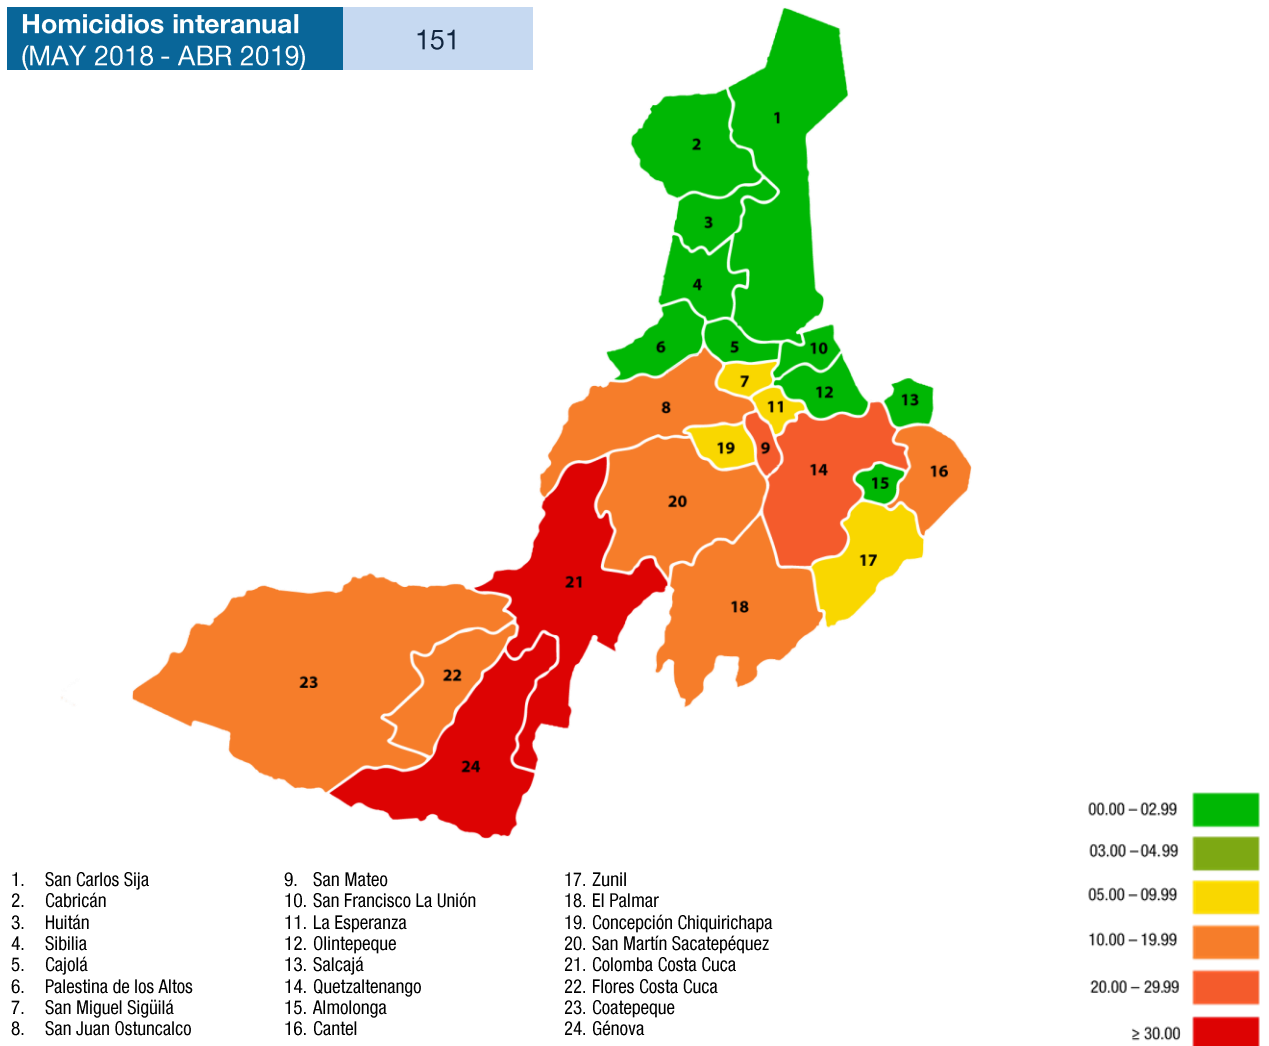 Homicidios interanual
(MAY 2018 - ABR 2019)
151
1
2
3
4
6
5
10
7
12
8
11
13
19
9
14
16
15
20
17
21
18
22
23
24
00.00 – 02.99
03.00 – 04.99
05.00 – 09.99
10.00 – 19.99
20.00 – 29.99
≥ 30.00
1. San Carlos Sija
2. Cabricán
3. Huitán
4. Sibilia
5. Cajolá
6. Palestina de los Altos
7. San Miguel Sigüilá
8. San Juan Ostuncalco
9. San Mateo
10. San Francisco La Unión
11. La Esperanza
12. Olintepeque
13. Salcajá
14. Quetzaltenango
15. Almolonga
16. Cantel
17. Zunil
18. El Palmar
19. Concepción Chiquirichapa
20. San Martín Sacatepéquez
21. Colomba Costa Cuca
22. Flores Costa Cuca
23. Coatepeque
24. Génova